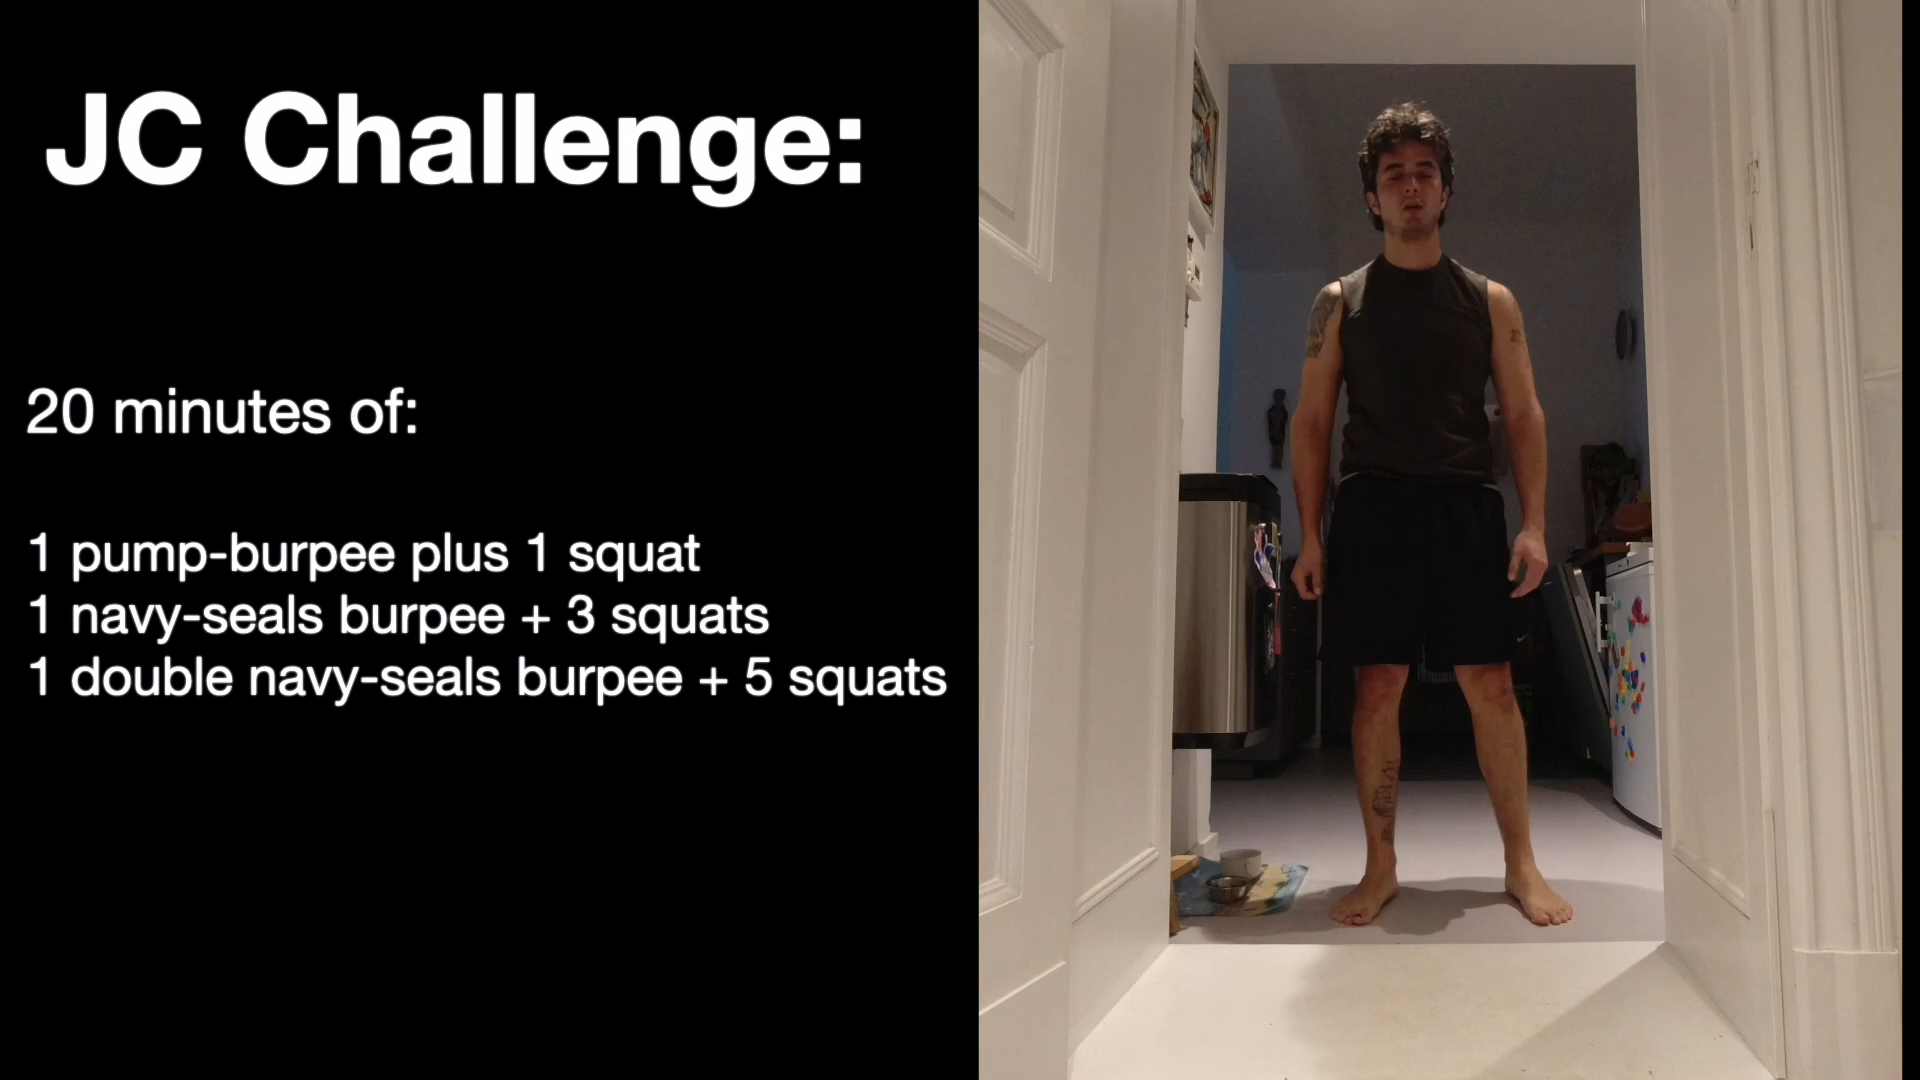 JC Challenge:
20 minutes of:
1 pump-burpee plus 1 squat
1 navy-seals burpee + 3 squats
1 double navy-seals burpee + 5 squats